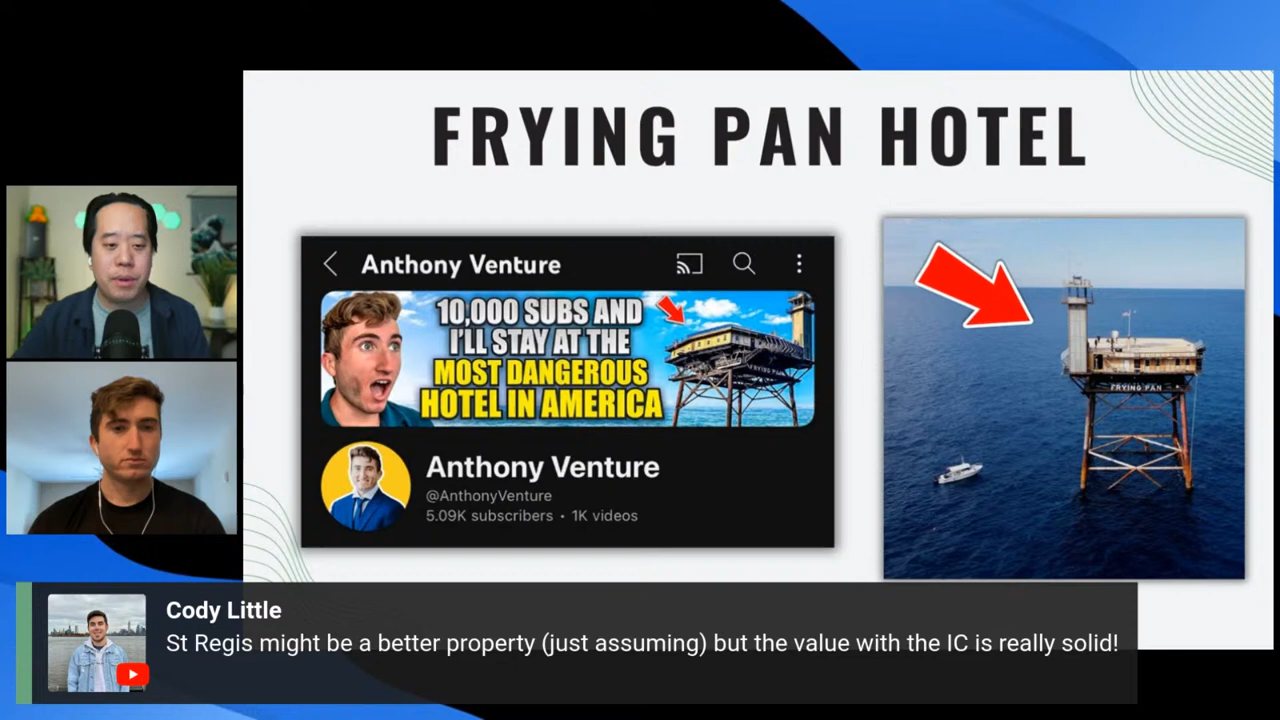 FRYING PAN HOTEL
Anthony Venture
10,000 SUBS AND
I'LL STAY AT THE
MOST DANGEROUS
HOTEL IN AMERICA
FRYING PAN
Anthony Venture
@AnthonyVenture
5.09K subscribers • 1K videos
FRYING PAN
Cody Little
St Regis might be a better property (just assuming) but the value with the IC is really solid!